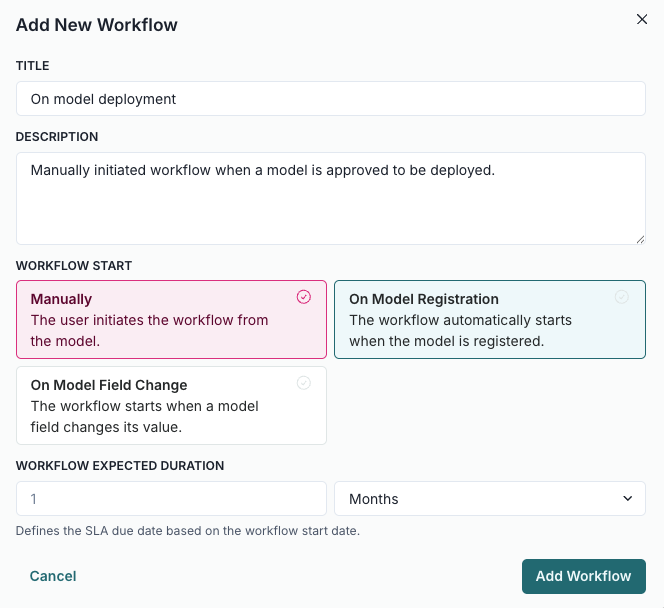 Add New Workflow
TITLE
On model deployment
DESCRIPTION
Manually initiated workflow when a model is approved to be deployed.
WORKFLOW START
Manually
The user initiates the workflow from
the model.
On Model Registration
The workflow automatically starts
when the model is registered.
On Model Field Change
The workflow starts when a model
field changes its value.
WORKFLOW EXPECTED DURATION
1
Months
Defines the SLA due date based on the workflow start date.
Cancel
Add Workflow